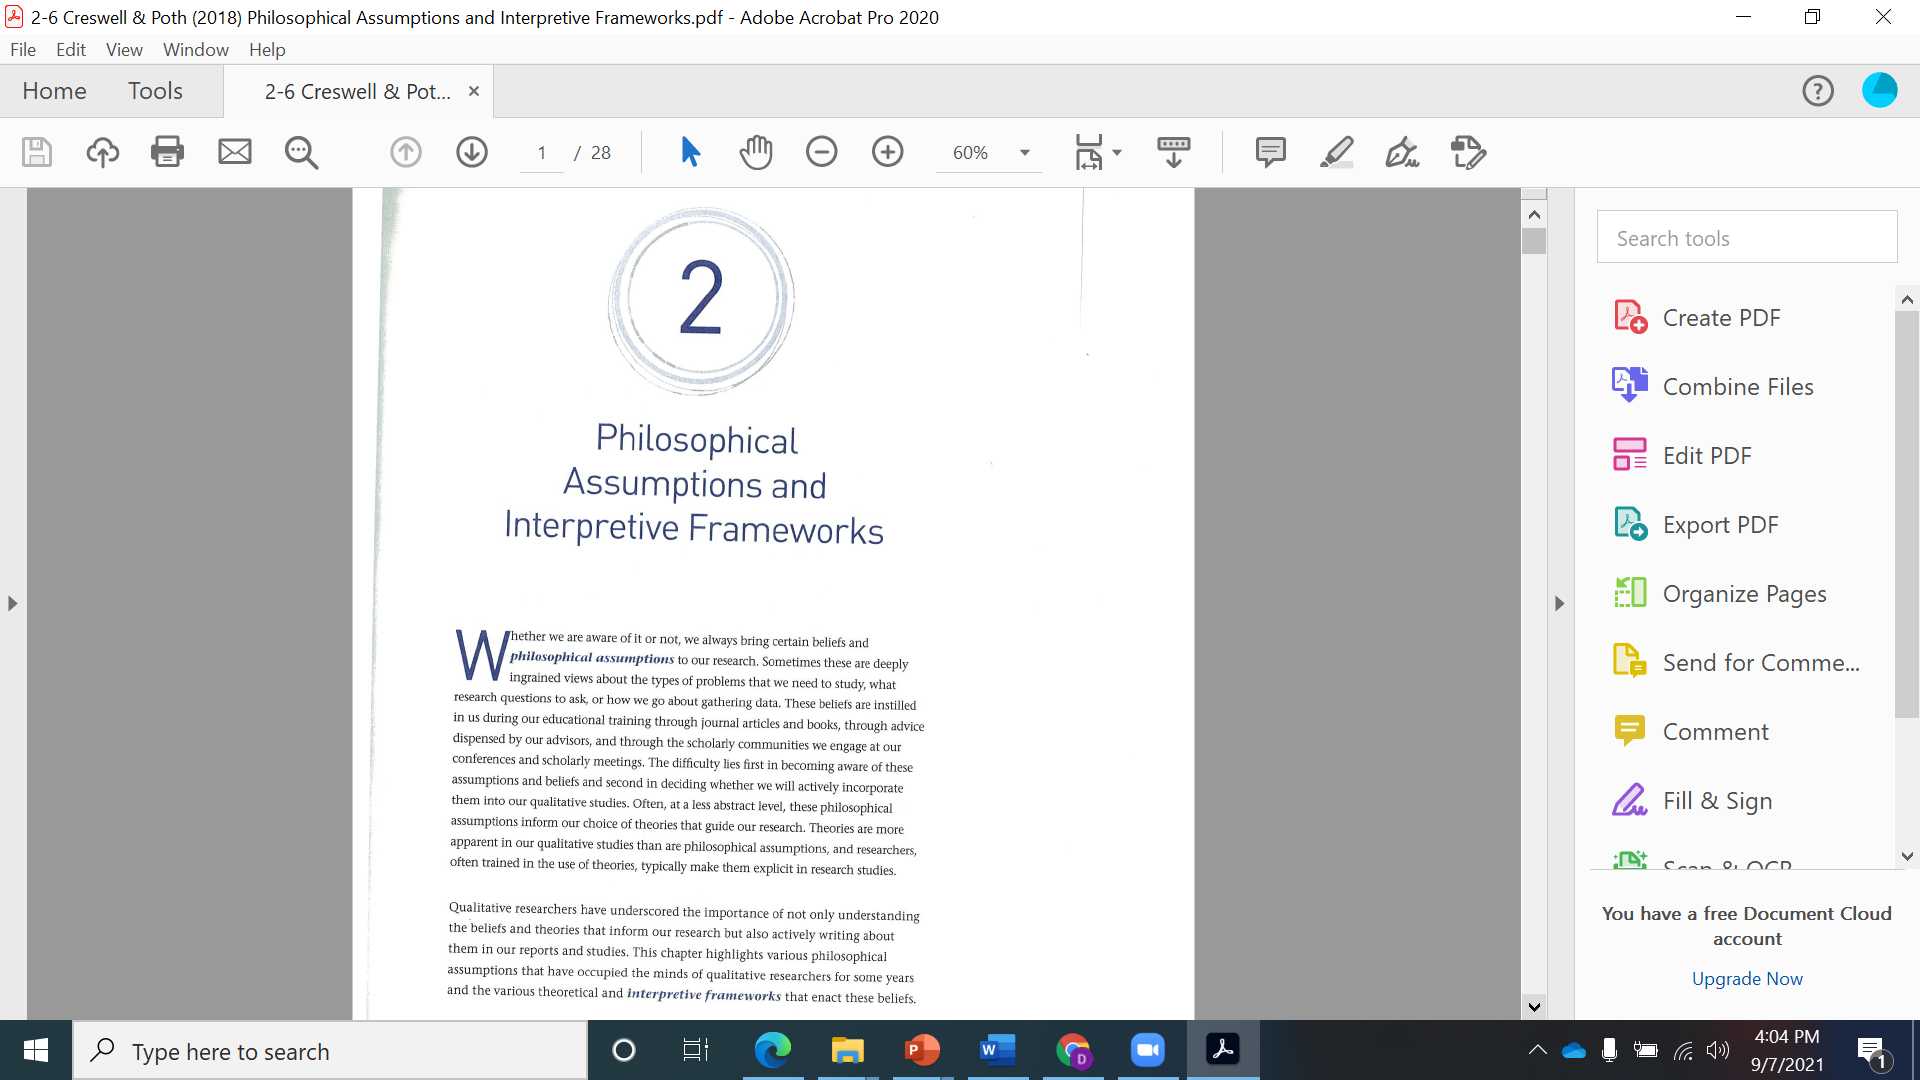 2-6 Creswell & Poth (2018) Philosophical Assumptions and Interpretive Frameworks.pdf - Adobe Acrobat Pro 2020
File Edit View Window Help
Home Tools 2-6 Creswell & Pot... ×
1 / 28 60%
2
Philosophical
Assumptions and
Interpretive Frameworks
Whether we are aware of it or not, we always bring certain beliefs and
philosophical assumptions to our research. Sometimes these are deeply
ingrained views about the types of problems that we need to study, what
research questions to ask, or how we go about gathering data. These beliefs are instilled
in us during our educational training through journal articles and books, through advice
dispensed by our advisors, and through the scholarly communities we engage at our
conferences and scholarly meetings. The difficulty lies first in becoming aware of these
assumptions and beliefs and second in deciding whether we will actively incorporate
them into our qualitative studies. Often, at a less abstract level, these philosophical
assumptions inform our choice of theories that guide our research. Theories are more
apparent in our qualitative studies than are philosophical assumptions, and researchers,
often trained in the use of theories, typically make them explicit in research studies.
Qualitative researchers have underscored the importance of not only understanding
the beliefs and theories that inform our research but also actively writing about
them in our reports and studies. This chapter highlights various philosophical
assumptions that have occupied the minds of qualitative researchers for some years
and the various theoretical and interpretive frameworks that enact these beliefs.
Search tools
Create PDF
Combine Files
Edit PDF
Export PDF
Organize Pages
Send for Comme...
Comment
Fill & Sign
Scan & OCR
You have a free Document Cloud
account
Upgrade Now
Type here to search
4:04 PM
9/7/2021
1